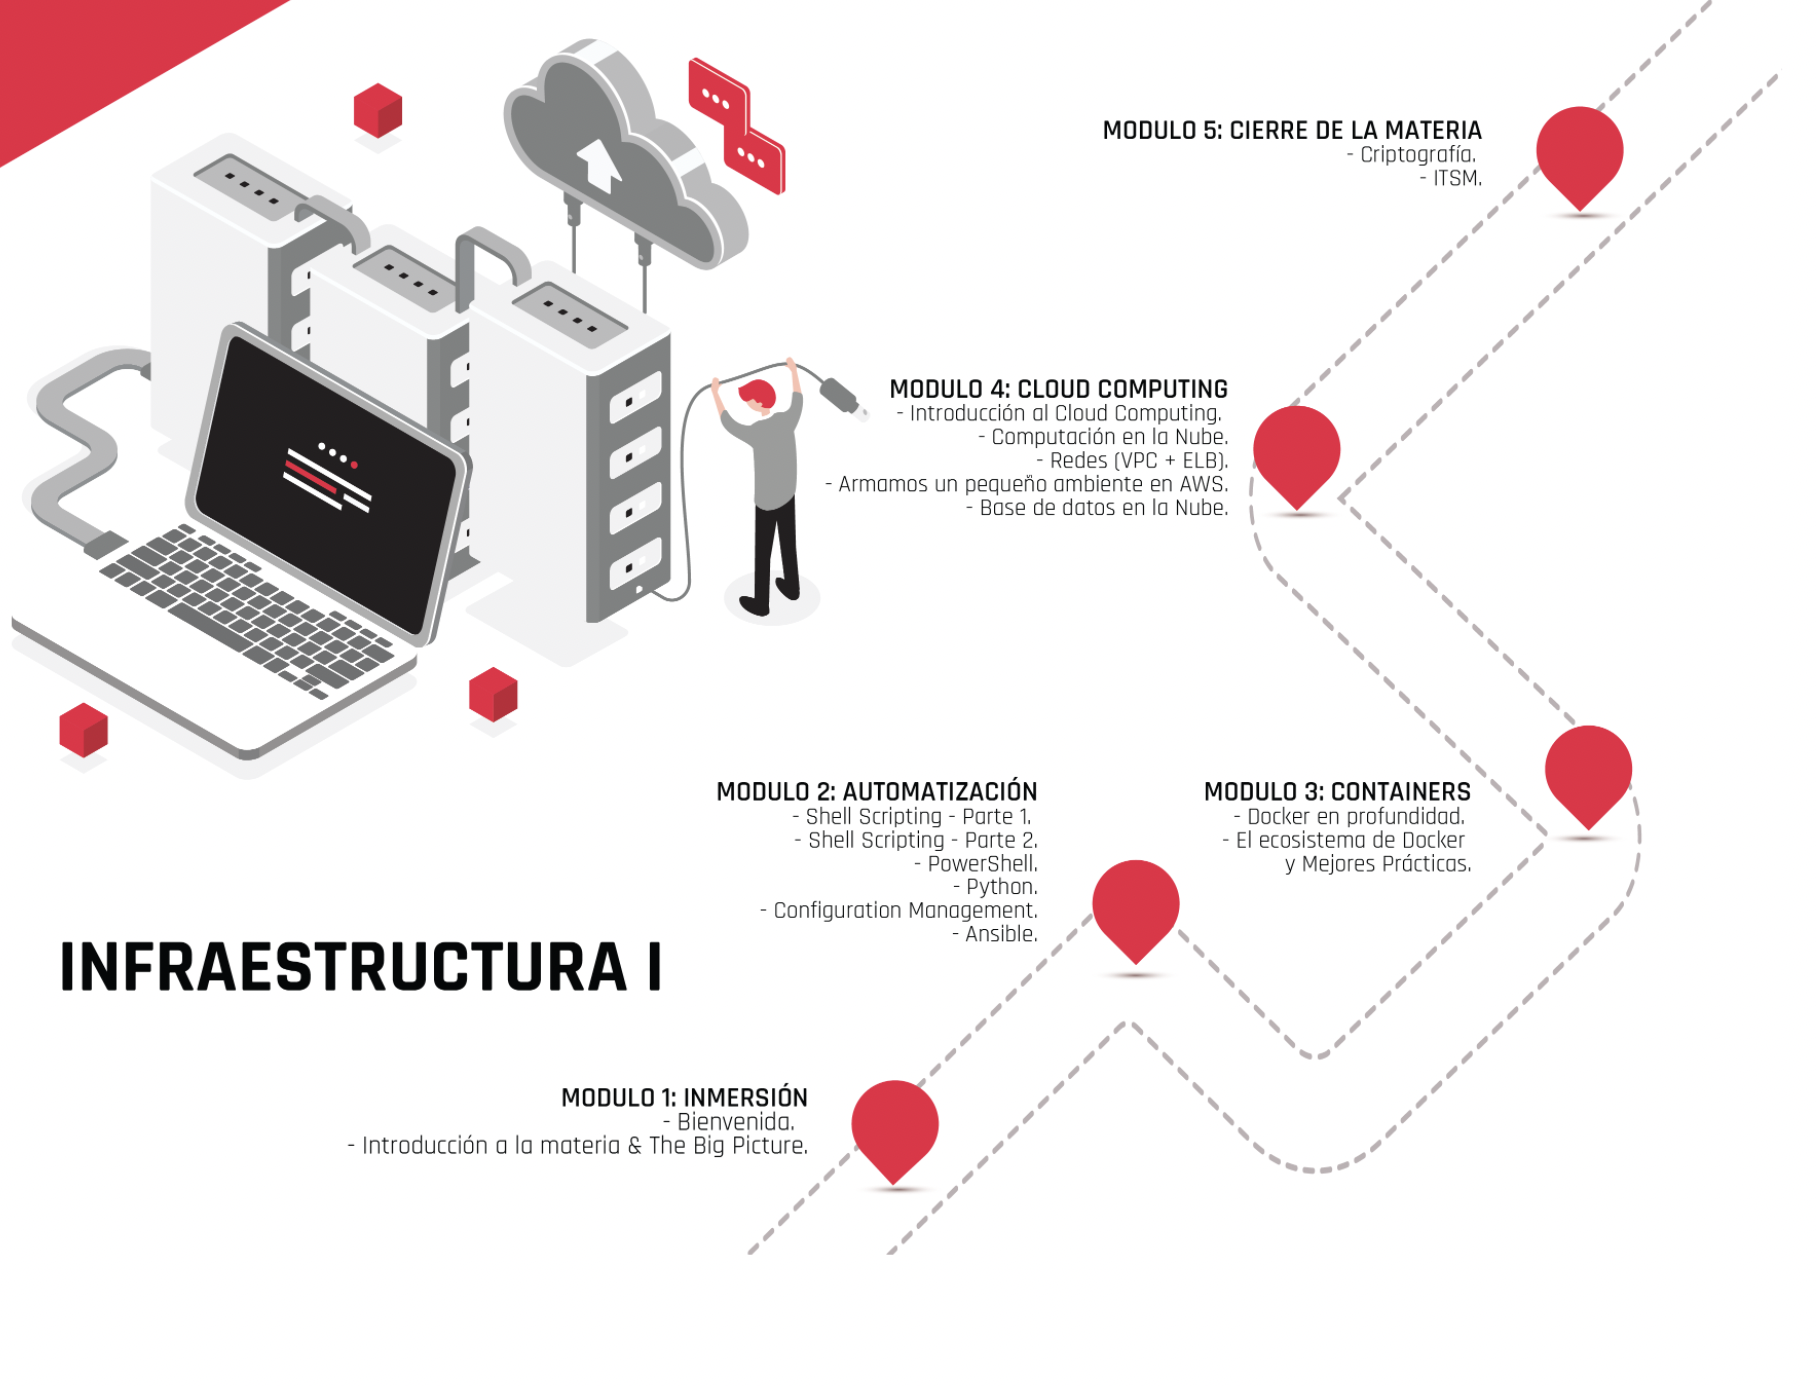 MODULO 5: CIERRE DE LA MATERIA
- Criptografía.
- ITSM.
MODULO 4: CLOUD COMPUTING
- Introducción al Cloud Computing.
- Computación en la Nube.
- Redes (VPC + ELB).
- Armamos un pequeño ambiente en AWS.
- Base de datos en la Nube.
MODULO 2: AUTOMATIZACIÓN
- Shell Scripting - Parte 1.
- Shell Scripting - Parte 2.
- PowerShell.
- Python.
- Configuration Management.
- Ansible.
MODULO 3: CONTAINERS
- Docker en profundidad.
- El ecosistema de Docker
y Mejores Prácticas.
INFRAESTRUCTURA I
MODULO 1: INMERSIÓN
- Bienvenida.
- Introducción a la materia & The Big Picture.